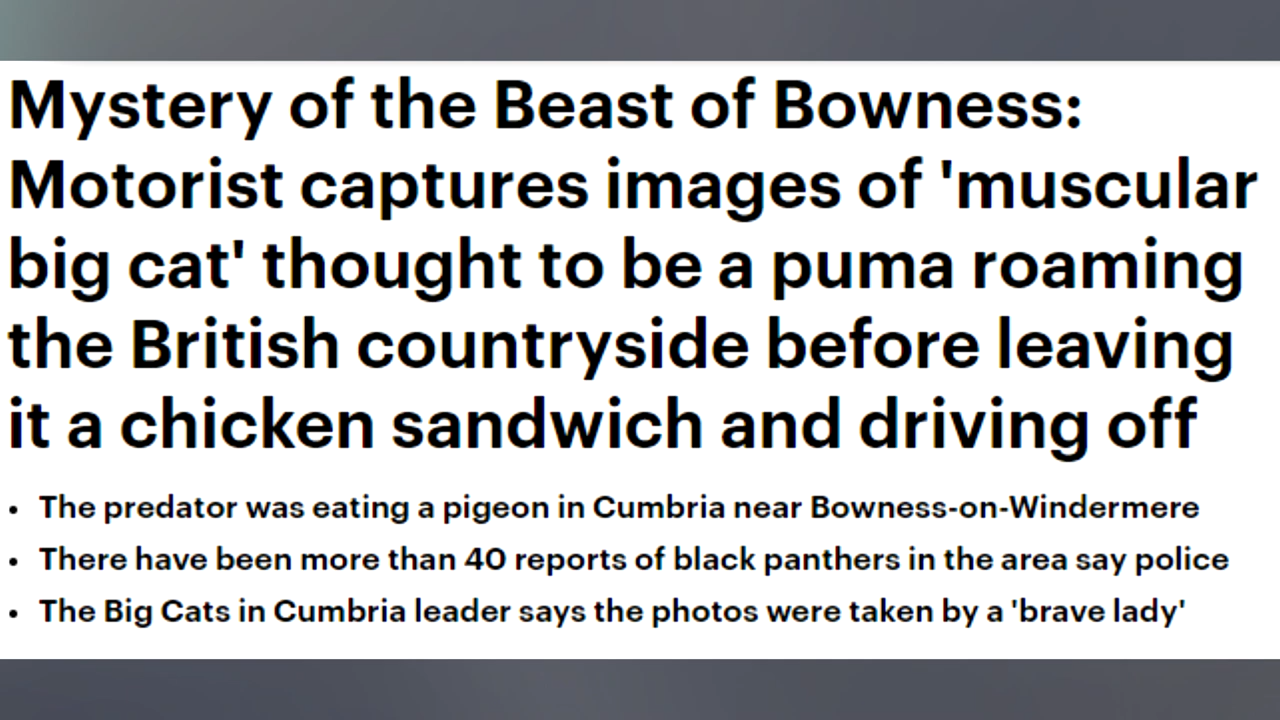 Mystery of the Beast of Bowness:
Motorist captures images of 'muscular
big cat' thought to be a puma roaming
the British countryside before leaving
it a chicken sandwich and driving off
• The predator was eating a pigeon in Cumbria near Bowness-on-Windermere
• There have been more than 40 reports of black panthers in the area say police
• The Big Cats in Cumbria leader says the photos were taken by a 'brave lady'